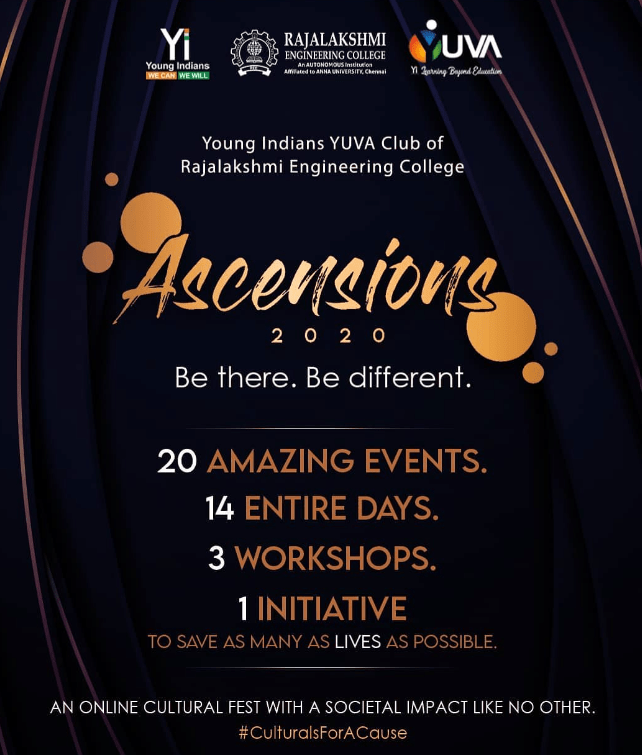 Yi
Young Indians
WE CAN WE WILL
RAJALAKSHMI
ENGINEERING COLLEGE
An AUTONOMOUS Institution
Affiliated to ANNA UNIVERSITY, Chennai
YUVA
Yi Learning Beyond Education
Young Indians YUVA Club of
Rajalakshmi Engineering College
Ascensions
2020
Be there. Be different.
20 AMAZING EVENTS.
14 ENTIRE DAYS.
3 WORKSHOPS.
1 INITIATIVE
TO SAVE AS MANY AS LIVES AS POSSIBLE.
AN ONLINE CULTURAL FEST WITH A SOCIETAL IMPACT LIKE NO OTHER.
#CulturalsForACause